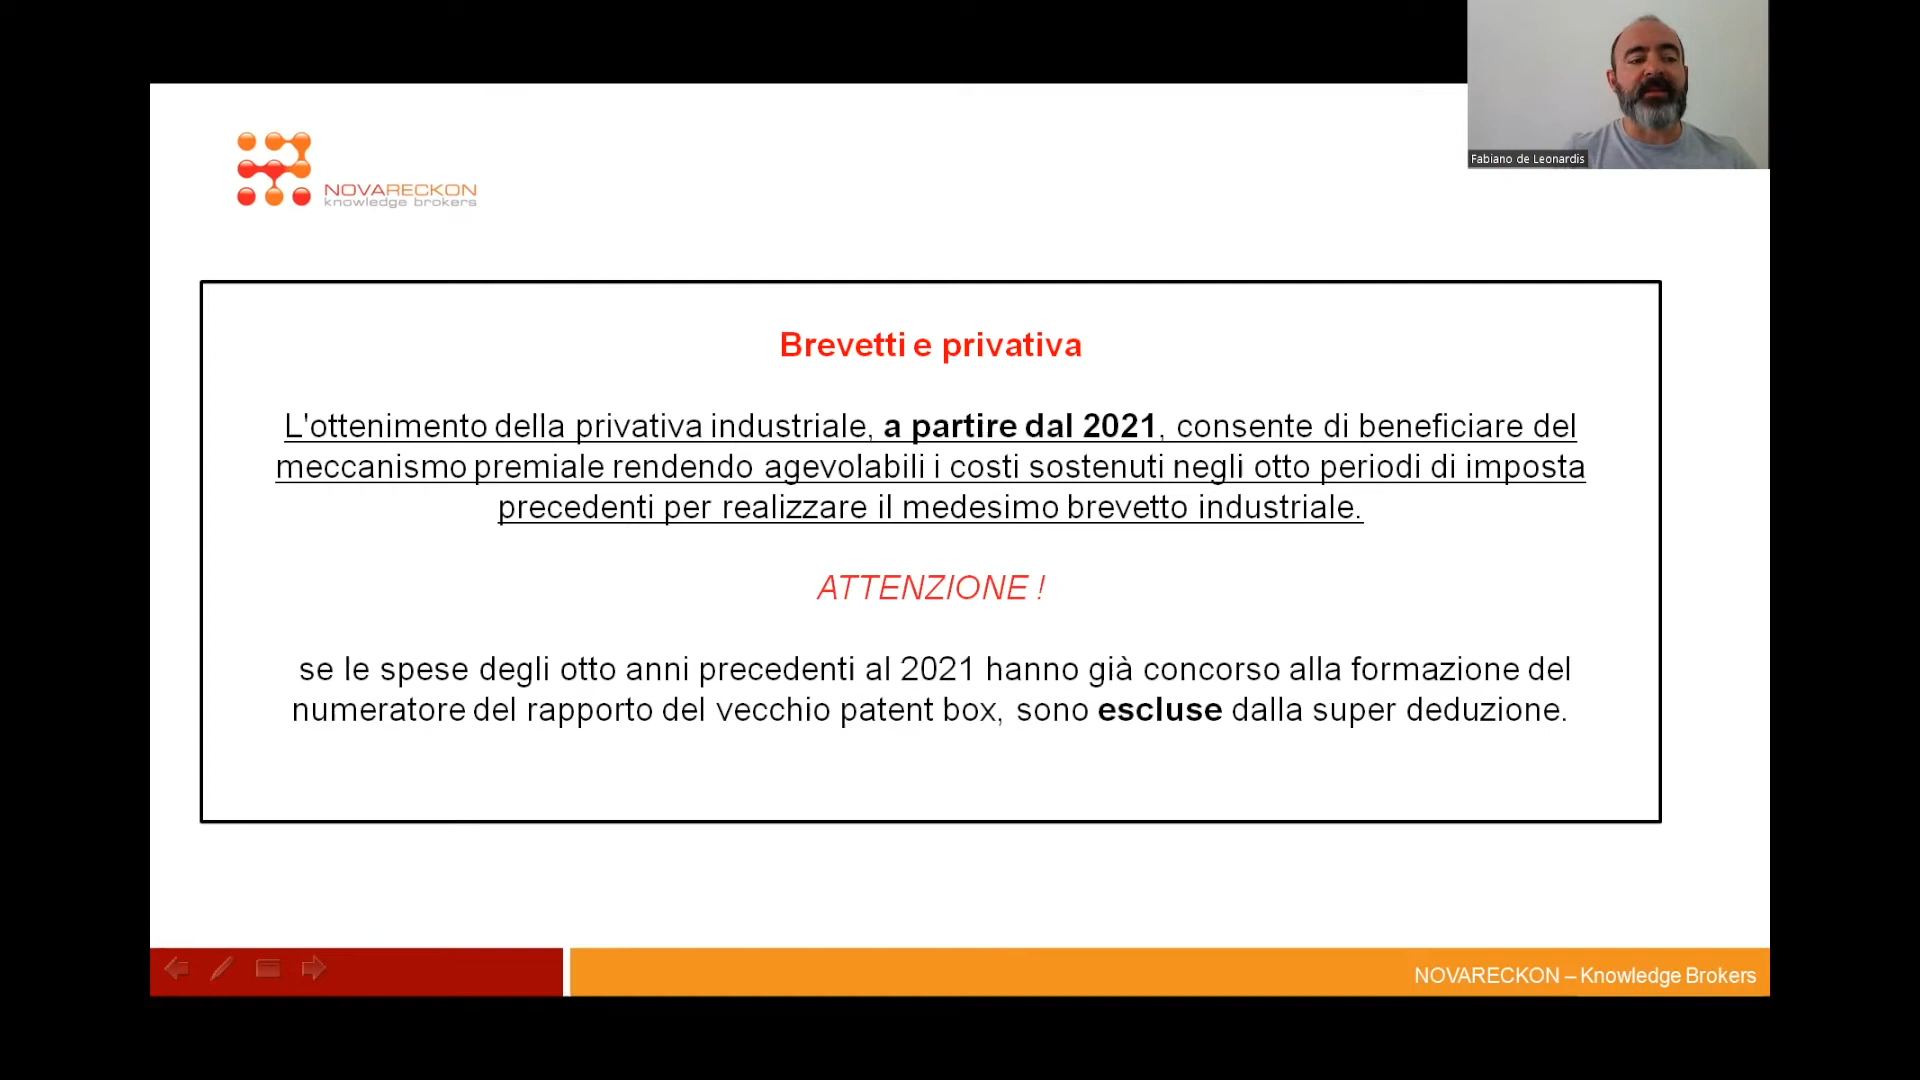 Fabiano de Leonardis
NOVARECKON
knowledge brokers
Brevetti e privativa
L'ottenimento della privativa industriale, a partire dal 2021, consente di beneficiare del
meccanismo premiale rendendo agevolabili i costi sostenuti negli otto periodi di imposta
precedenti per realizzare il medesimo brevetto industriale.
ATTENZIONE !
se le spese degli otto anni precedenti al 2021 hanno già concorso alla formazione del
numeratore del rapporto del vecchio patent box, sono escluse dalla super deduzione.
NOVARECKON – Knowledge Brokers